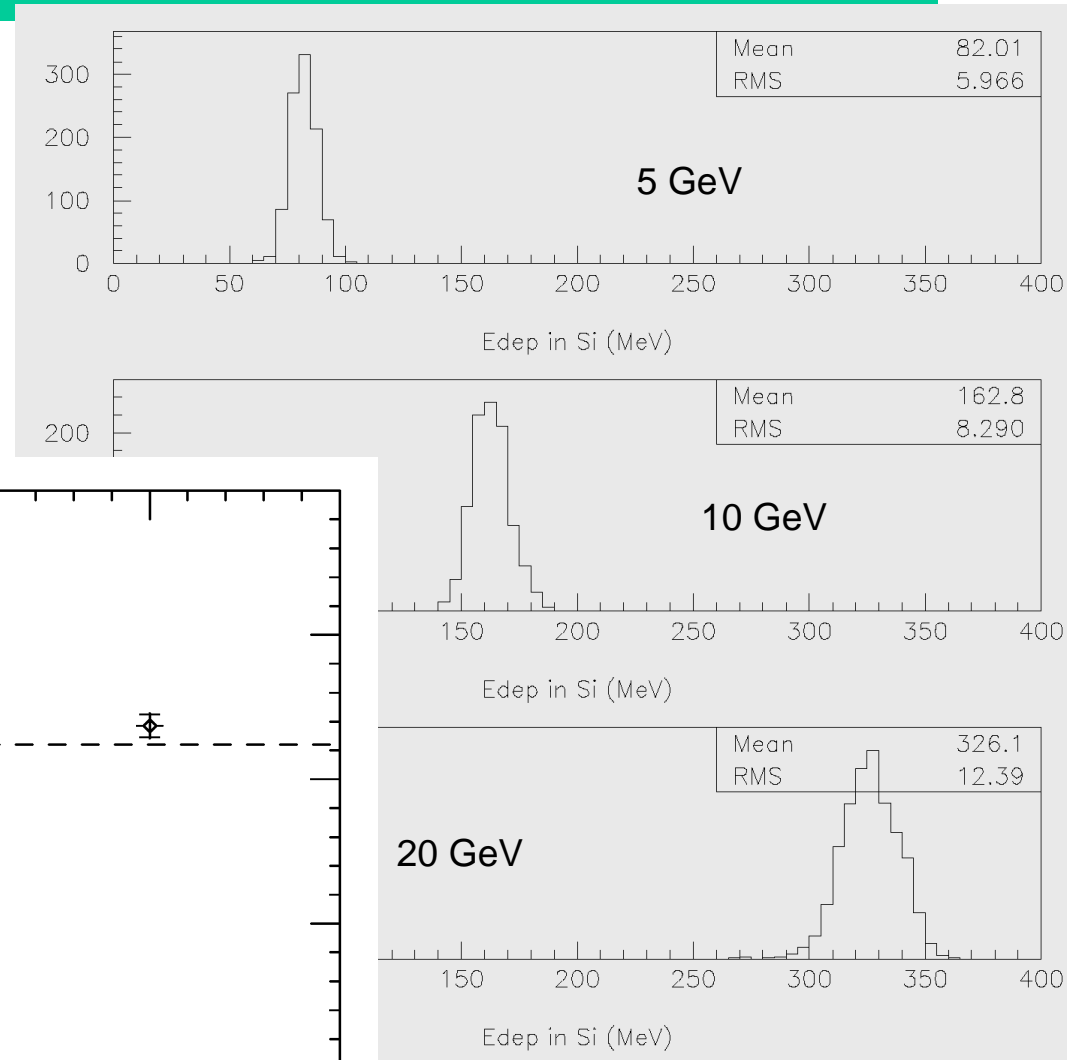 Mean 82.01
RMS 5.966
300
200
100
0
5 GeV
0 50 100 150 200 250 300 350 400
Edep in Si (MeV)
Mean 162.8
RMS 8.290
200
10 GeV
150 200 250 300 350 400
Edep in Si (MeV)
Mean 326.1
RMS 12.39
20 GeV
150 200 250 300 350 400
Edep in Si (MeV)